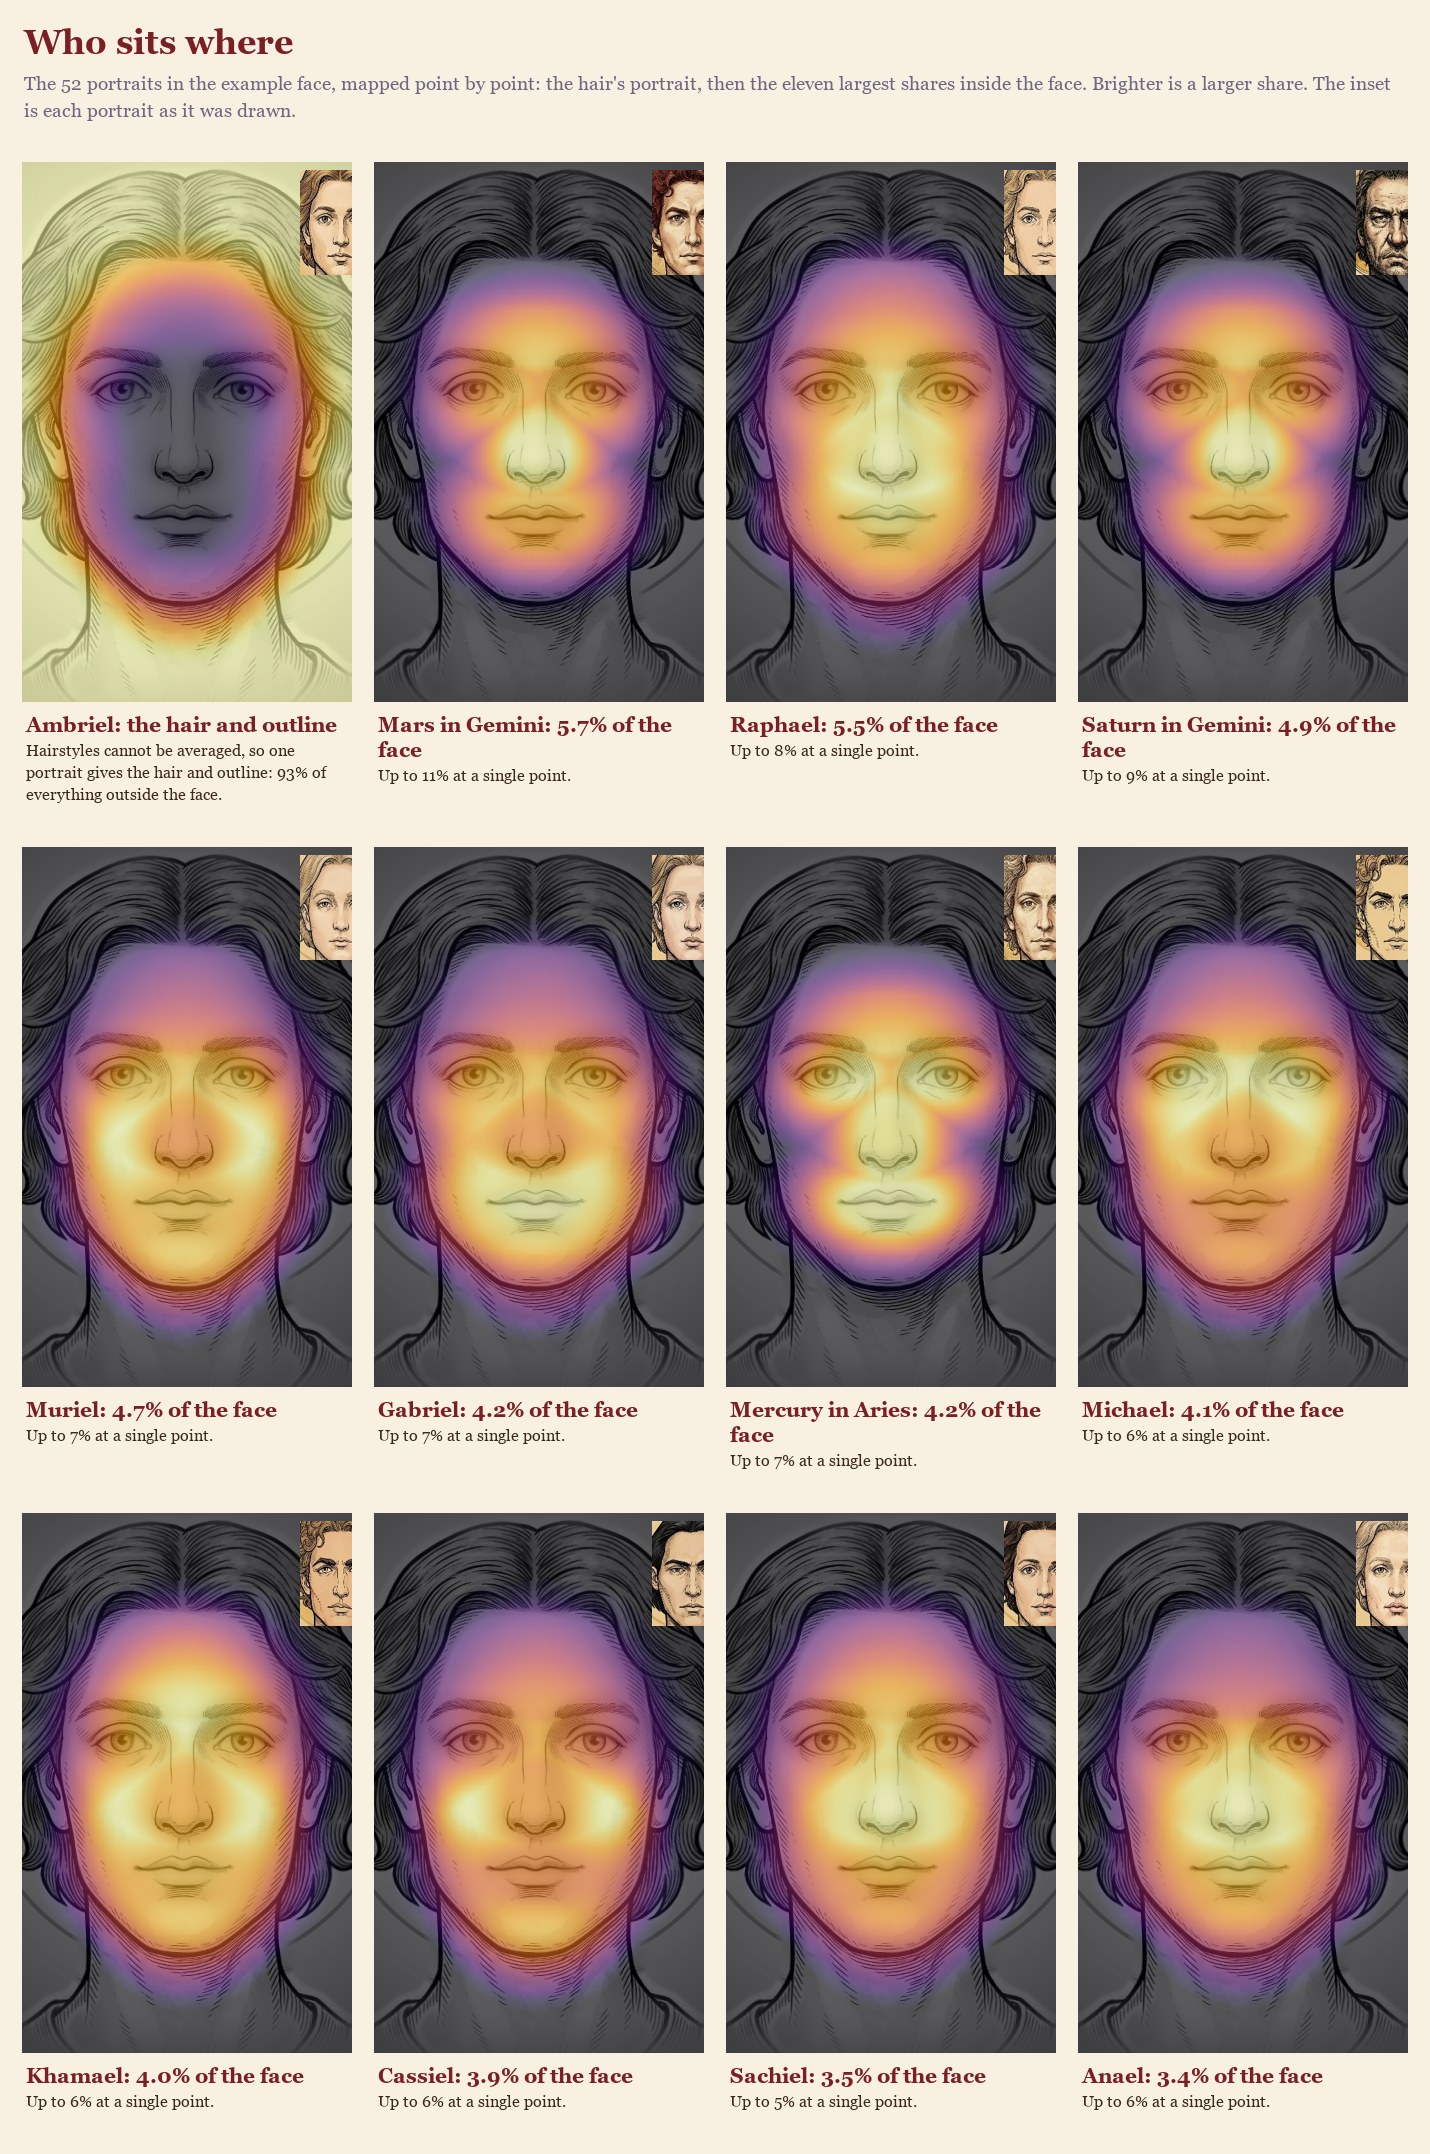 Who sits where
The 52 portraits in the example face, mapped point by point: the hair's portrait, then the eleven largest shares inside the face. Brighter is a larger share. The inset
is each portrait as it was drawn.
Ambriel: the hair and outline
Hairstyles cannot be averaged, so one
portrait gives the hair and outline: 93% of
everything outside the face.
Mars in Gemini: 5.7% of the
face
Up to 11% at a single point.
Raphael: 5.5% of the face
Up to 8% at a single point.
Saturn in Gemini: 4.9% of the
face
Up to 9% at a single point.
Muriel: 4.7% of the face
Up to 7% at a single point.
Gabriel: 4.2% of the face
Up to 7% at a single point.
Mercury in Aries: 4.2% of the
face
Up to 7% at a single point.
Michael: 4.1% of the face
Up to 6% at a single point.
Khamael: 4.0% of the face
Up to 6% at a single point.
Cassiel: 3.9% of the face
Up to 6% at a single point.
Sachiel: 3.5% of the face
Up to 5% at a single point.
Anael: 3.4% of the face
Up to 6% at a single point.